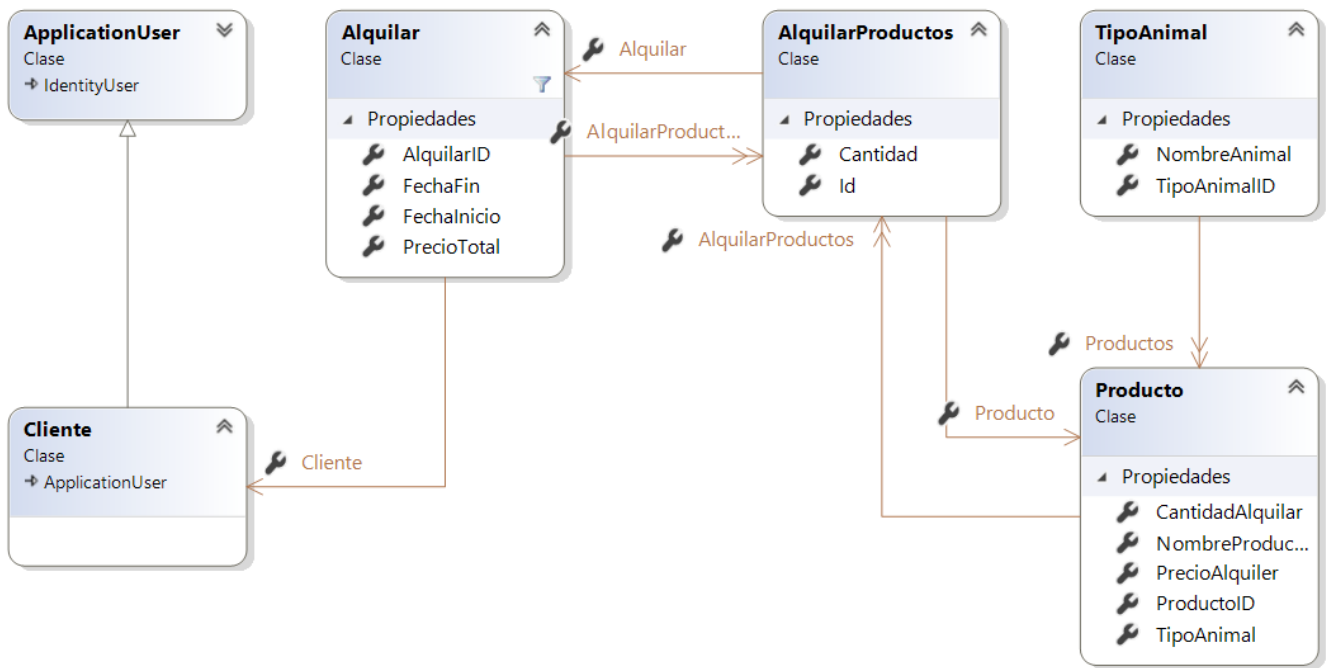 ApplicationUser
Clase
IdentityUser
Alquilar
Clase
Propiedades
AlquilarID
FechaFin
FechaInicio
PrecioTotal
Alquilar
AlquilarProduct...
AlquilarProductos
Clase
Propiedades
Cantidad
Id
AlquilarProductos
TipoAnimal
Clase
Propiedades
NombreAnimal
TipoAnimalID
Productos
Cliente
Clase
ApplicationUser
Cliente
Producto
Producto
Clase
Propiedades
CantidadAlquilar
NombreProduc...
PrecioAlquiler
ProductoID
TipoAnimal